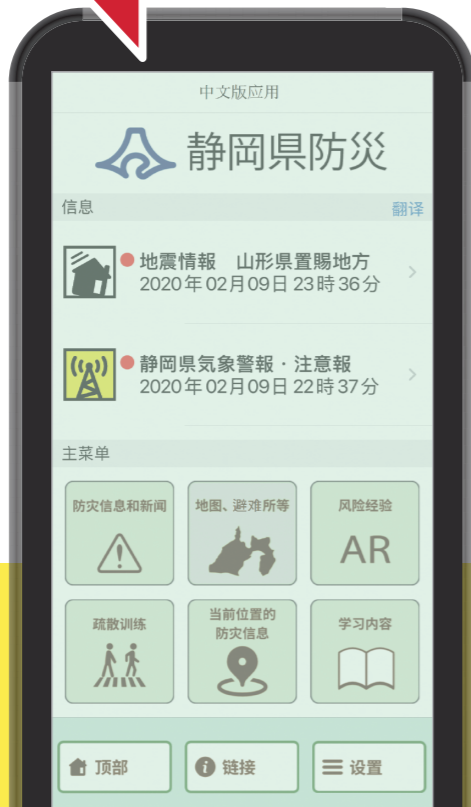 中文版应用
静岡県防災
信息
翻译
地震情報　山形県置賜地方
2020年02月09日23時36分
静岡県気象警報・注意報
2020年02月09日22時37分
主菜单
防灾信息和新闻
地图、避难所等
风险经验
AR
疏散训练
当前位置的
防灾信息
学习内容
顶部
链接
设置